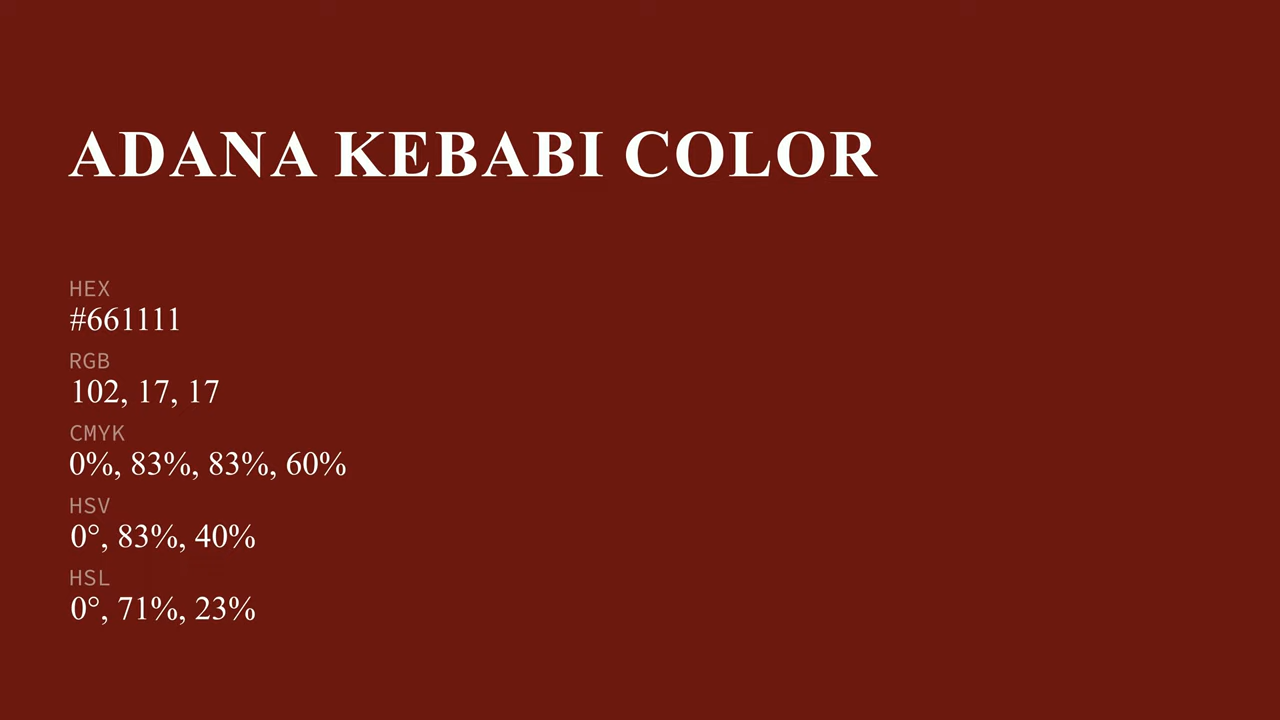 ADANA KEBABI COLOR
HEX
#661111
RGB
102, 17, 17
CMYK
0%, 83%, 83%, 60%
HSV
0°, 83%, 40%
HSL
0°, 71%, 23%